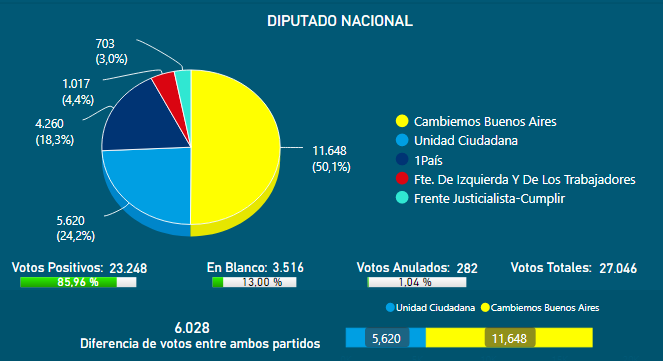 DIPUTADO NACIONAL
703
(3,0%)
1.017
(4,4%)
4.260
(18,3%)
5.620
(24,2%)
11.648
(50,1%)
Cambiemos Buenos Aires
Unidad Ciudadana
1País
Fte. De Izquierda Y De Los Trabajadores
Frente Justicialista-Cumplir
Votos Positivos: 23.248
85,96 %
En Blanco: 3.516
13,00 %
Votos Anulados: 282
1,04 %
Votos Totales: 27.046
Unidad Ciudadana Cambiemos Buenos Aires
6.028
Diferencia de votos entre ambos partidos
5,620 11,648